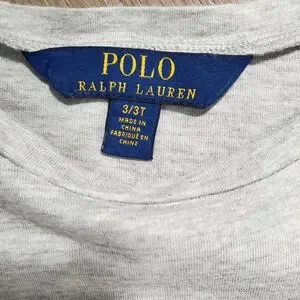 POLO
RALPH LAUREN
3/3T
MADE IN
CHINA
FABRIQUÉ EN
CHINE